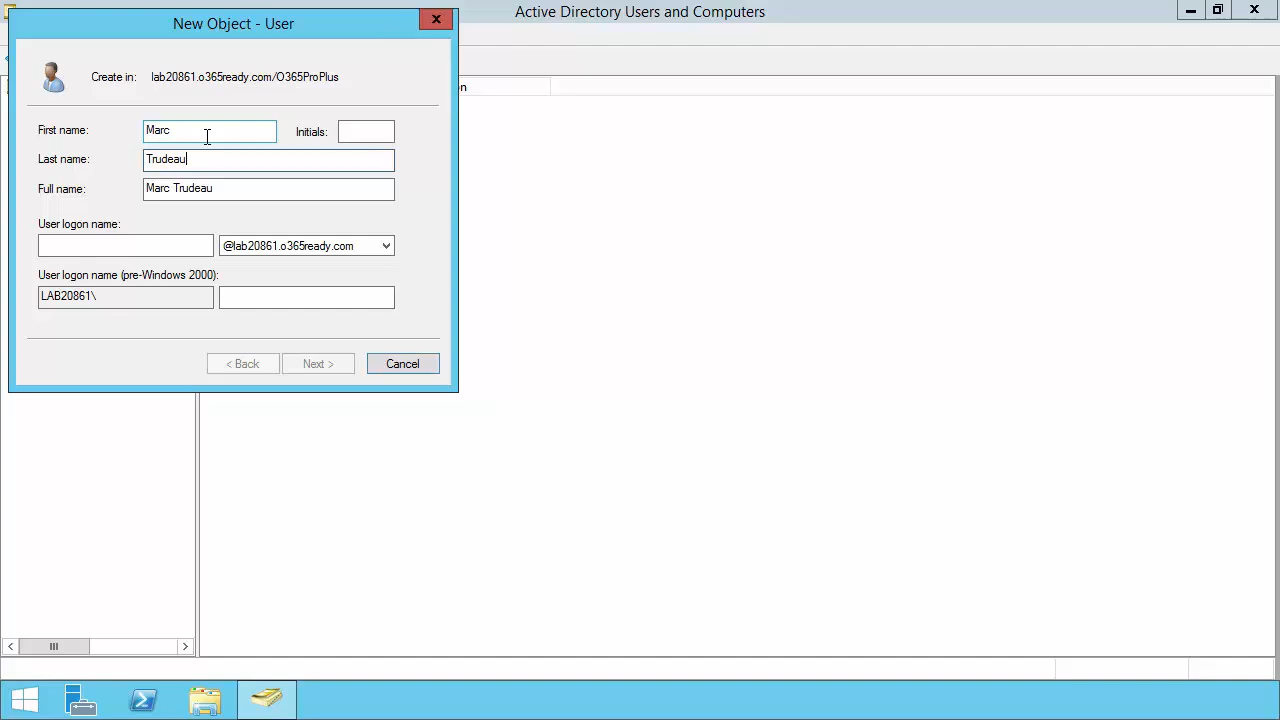 Active Directory Users and Computers
New Object - User
Create in: lab20861.o365ready.com/O365ProPlus
First name: Marc Initials:
Last name: Trudeau
Full name: Marc Trudeau
User logon name:
@lab20861.o365ready.com
User logon name (pre-Windows 2000):
LAB20861\
< Back Next > Cancel